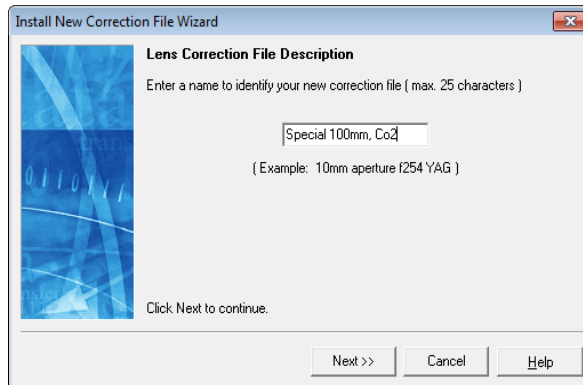 Install New Correction File Wizard
Lens Correction File Description
Enter a name to identify your new correction file ( max. 25 characters )
Special 100mm, Co2
( Example: 10mm aperture f254 YAG )
Click Next to continue.
Next >>
Cancel
Help